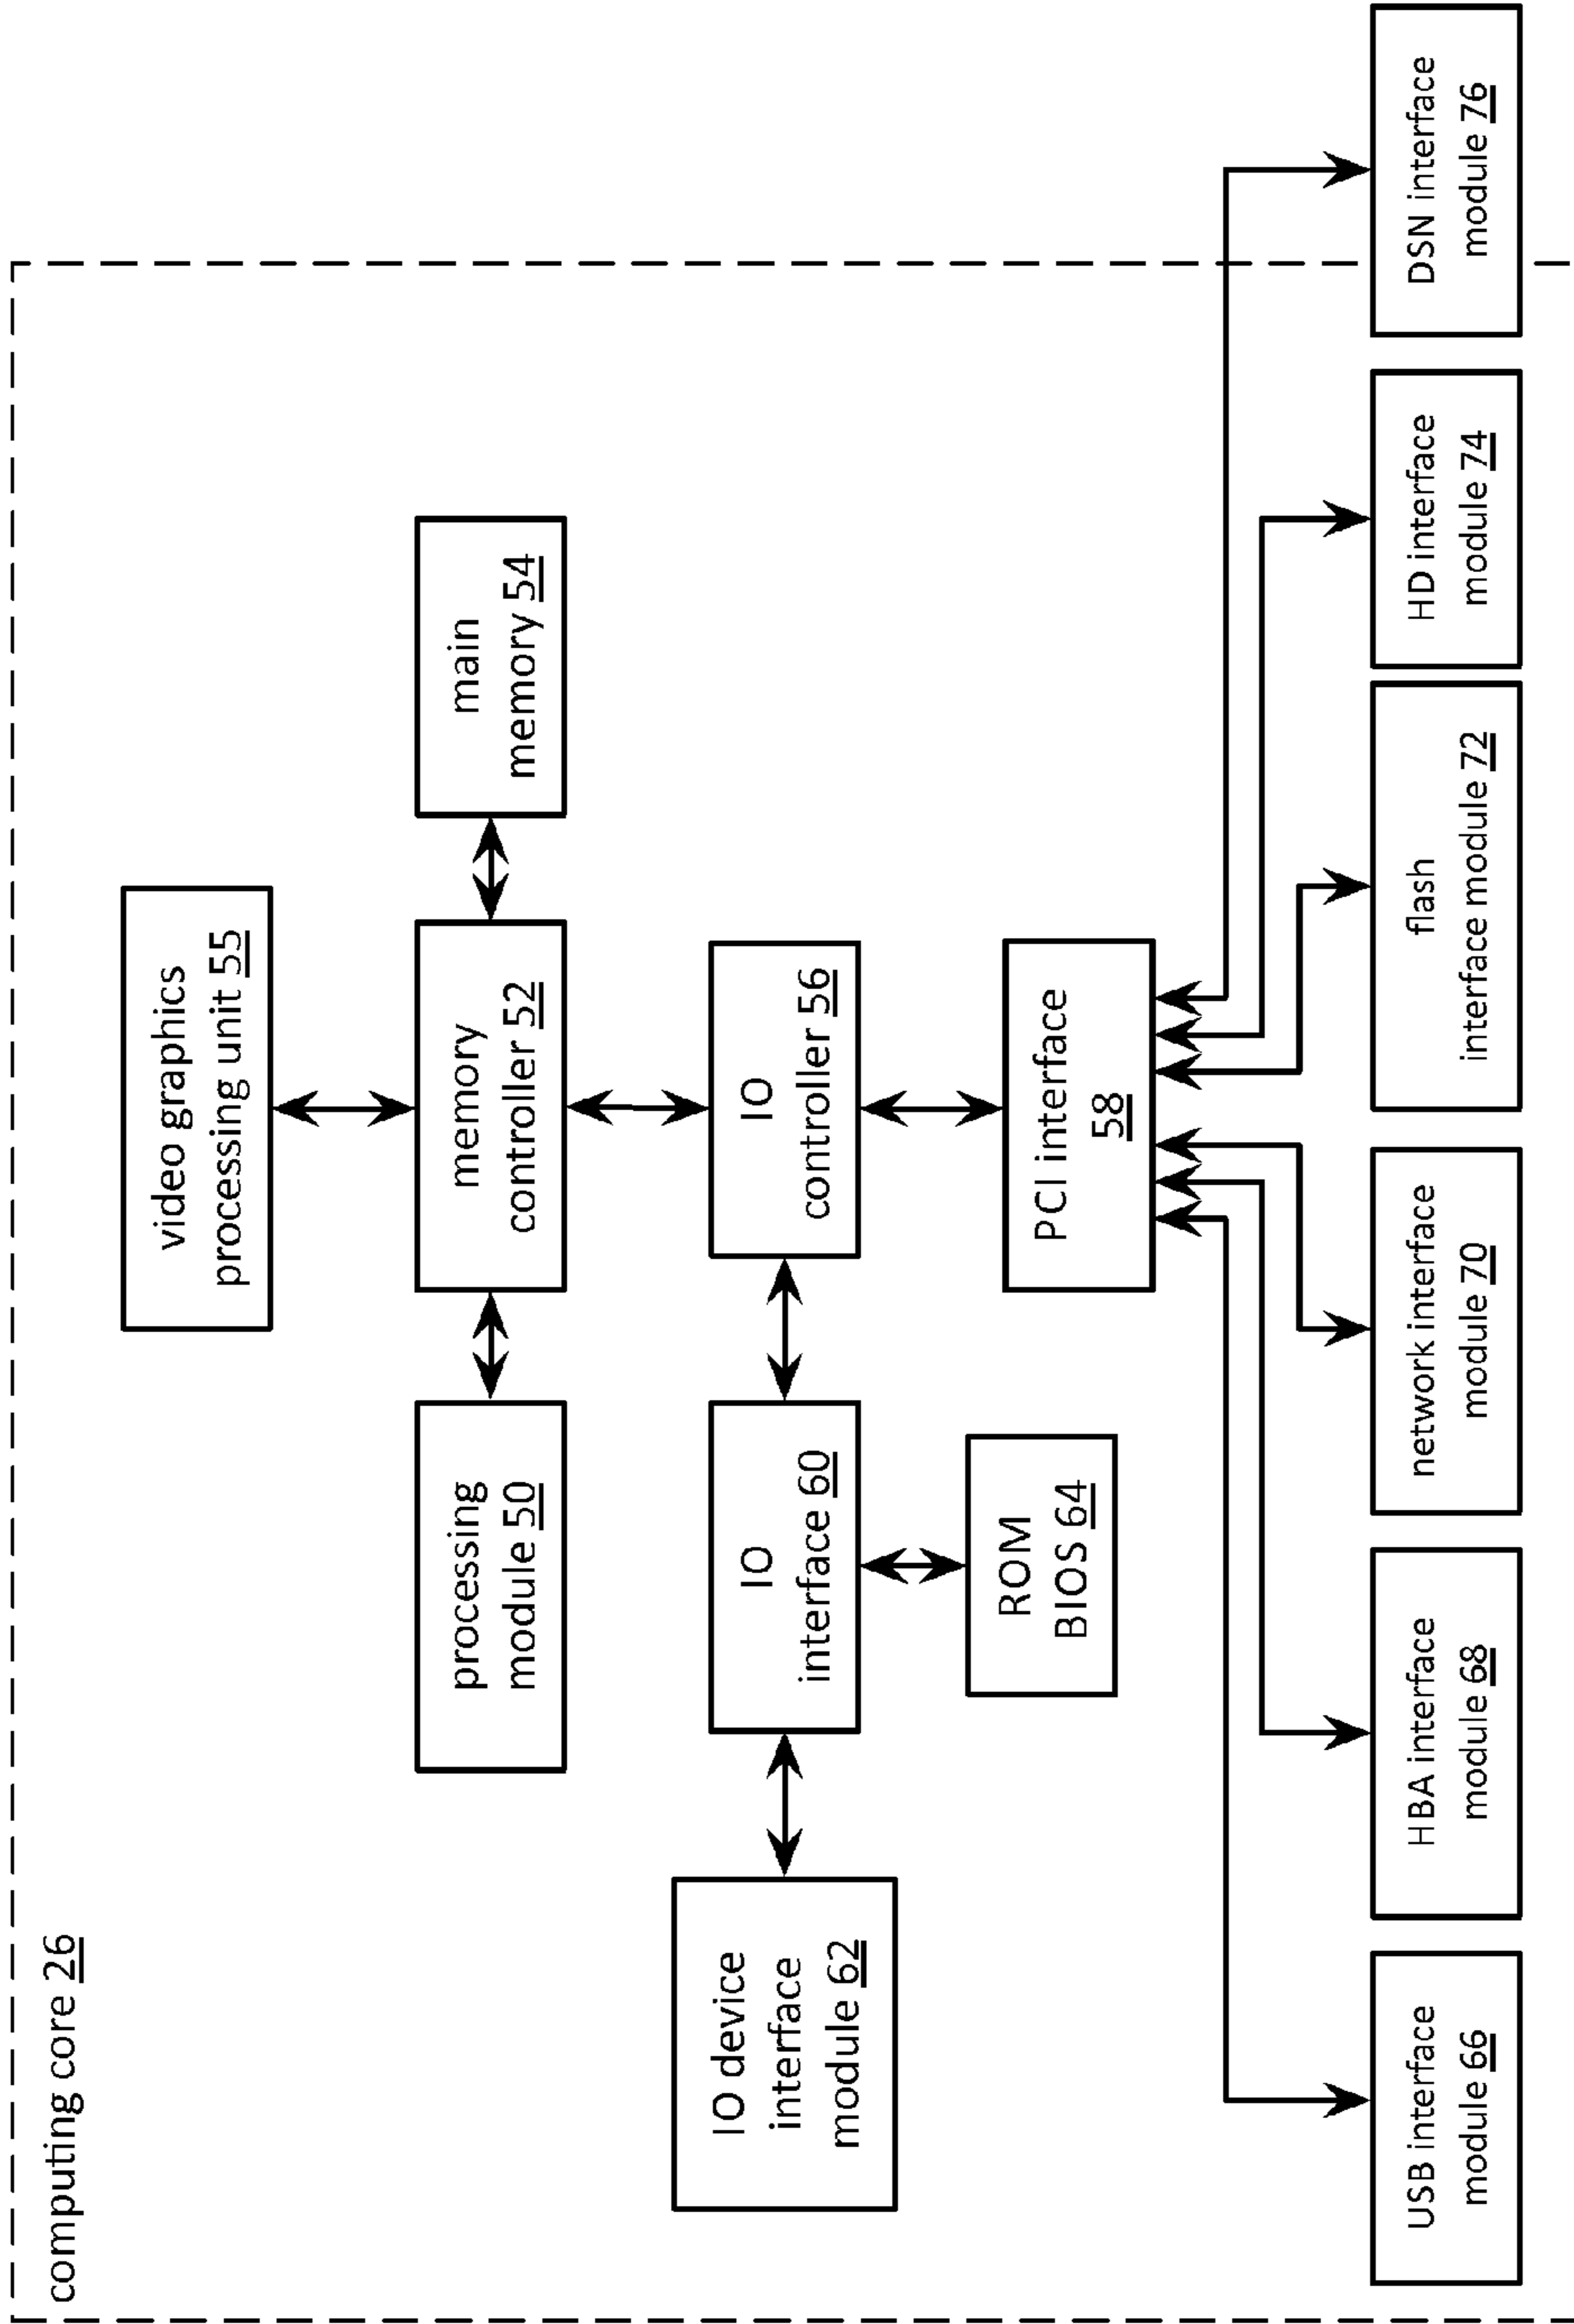 computing core 26
video graphics
processing unit 55
processing
module 50
memory
controller 52
main
memory 54
IO device
interface
module 62
IO
interface 60
IO
controller 56
ROM
BIOS 64
PCI interface
58
USB interface
module 66
HBA interface
module 68
network interface
module 70
flash
interface module 72
HD interface
module 74
DSN interface
module 76